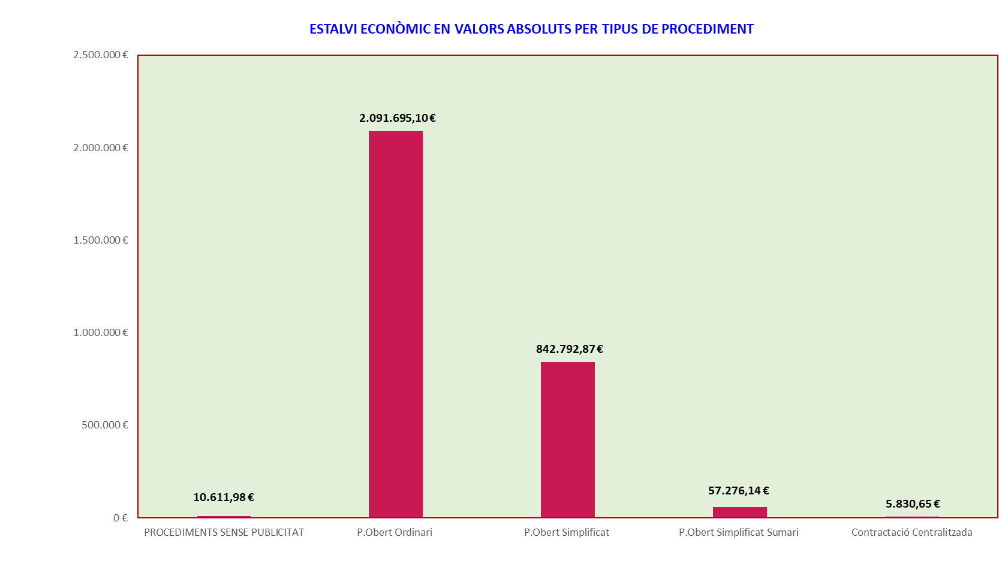 ESTALVI ECONÒMIC EN VALORS ABSOLUTS PER TIPUS DE PROCEDIMENT
2.500.000 €
2.000.000 €
1.500.000 €
1.000.000 €
500.000 €
0 €
10.611,98 €
2.091.695,10 €
842.792,87 €
57.276,14 €
5.830,65 €
PROCEDIMENTS SENSE PUBLICITAT
P.Obert Ordinari
P.Obert Simplificat
P.Obert Simplificat Sumari
Contractació Centralitzada